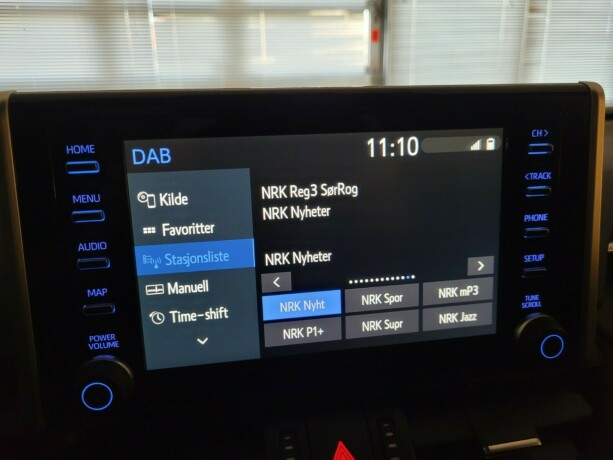 HOME
MENU
AUDIO
MAP
POWER
VOLUME
DAB
11:10
Kilde
Favoritter
Stasjonsliste
Manuell
Time-shift
NRK Reg3 SørRog
NRK Nyheter
NRK Nyheter
< >
NRK Nyht NRK Spor NRK mP3
NRK P1+ NRK Supr NRK Jazz
CH >
< TRACK
PHONE
SETUP
TUNE
SCROLL